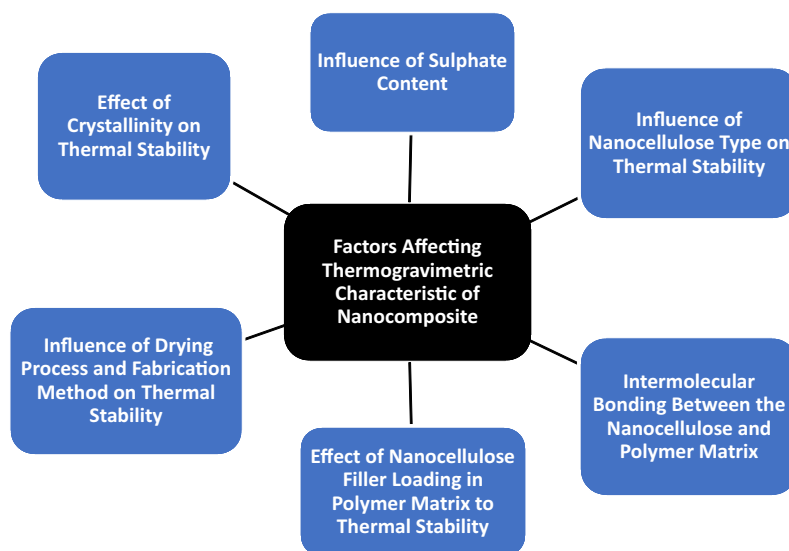 Influence of Sulphate
Content
Effect of
Crystallinity on
Thermal Stability
Influence of
Nanocellulose Type on
Thermal Stability
Factors Affecting
Thermogravimetric
Characteristic of
Nanocomposite
Influence of Drying
Process and Fabrication
Method on Thermal
Stability
Intermolecular
Bonding Between the
Nanocellulose and
Polymer Matrix
Effect of Nanocellulose
Filler Loading in
Polymer Matrix to
Thermal Stability